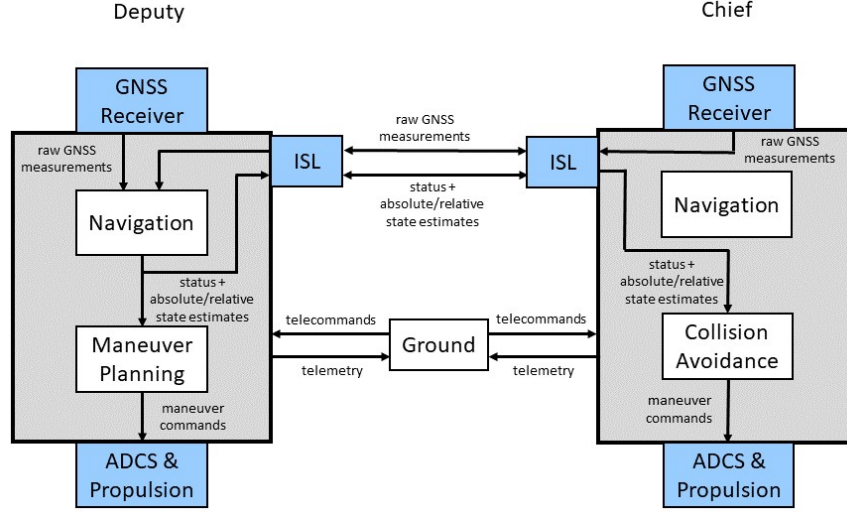 Deputy
Chief
GNSS
Receiver
raw GNSS
measurements
ISL
Navigation
status +
absolute/relative
state estimates
Maneuver
Planning
maneuver
commands
ADCS &
Propulsion
raw GNSS
measurements
status +
absolute/relative
state estimates
telecommands
telecommands
Ground
telemetry
telemetry
GNSS
Receiver
raw GNSS
measurements
ISL
Navigation
status +
absolute/relative
state estimates
Collision
Avoidance
maneuver
commands
ADCS &
Propulsion